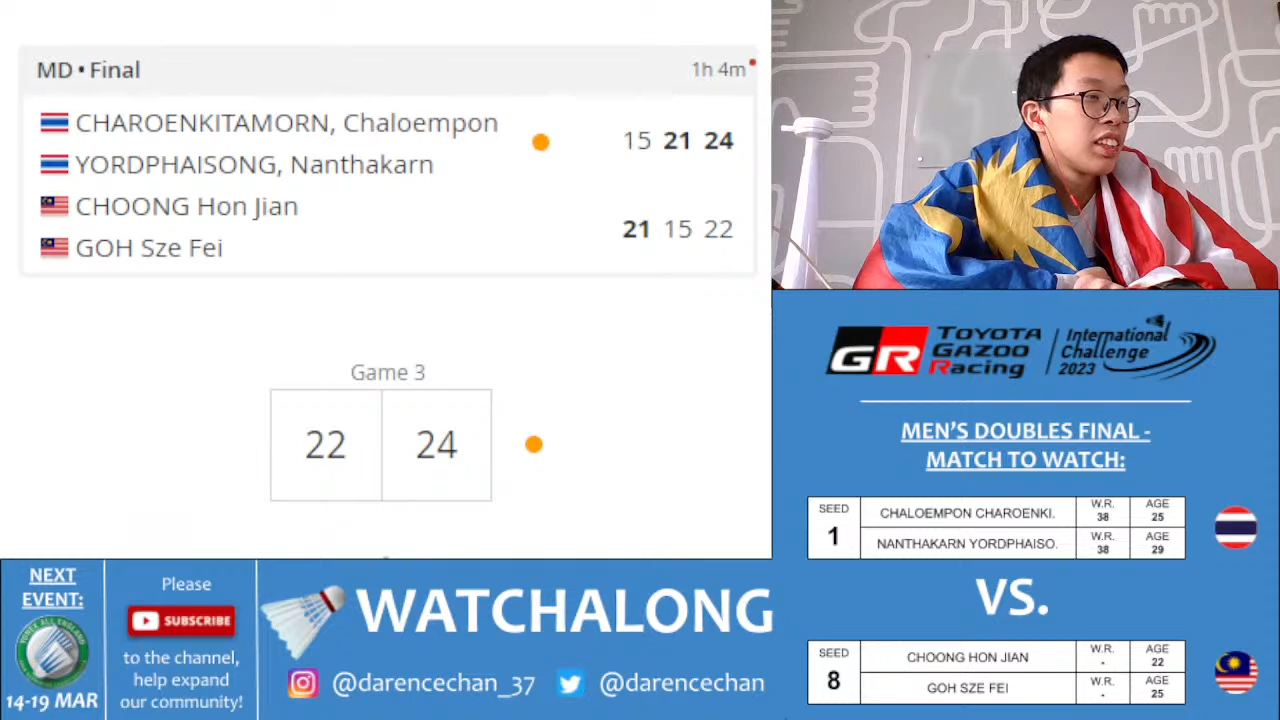 MD • Final
1h 4m
CHAROENKITAMORN, Chaloempon
YORDPHAISONG, Nanthakarn
15 21 24
CHOONG Hon Jian
GOH Sze Fei
21 15 22
Game 3
22 24
GR TOYOTA GAZOO Racing
International Challenge 2023
MEN'S DOUBLES FINAL -
MATCH TO WATCH:
SEED 1
CHALOEMPON CHAROENKI. W.R. 38 AGE 25
NANTHAKARN YORDPHAISO. W.R. 38 AGE 29
VS.
SEED 8
CHOONG HON JIAN W.R. - AGE 22
GOH SZE FEI W.R. - AGE 25
NEXT
EVENT:
YONEX ALL ENGLAND
14-19 MAR
Please
SUBSCRIBE
to the channel,
help expand
our community!
WATCHALONG
@darencechan_37
@darencechan